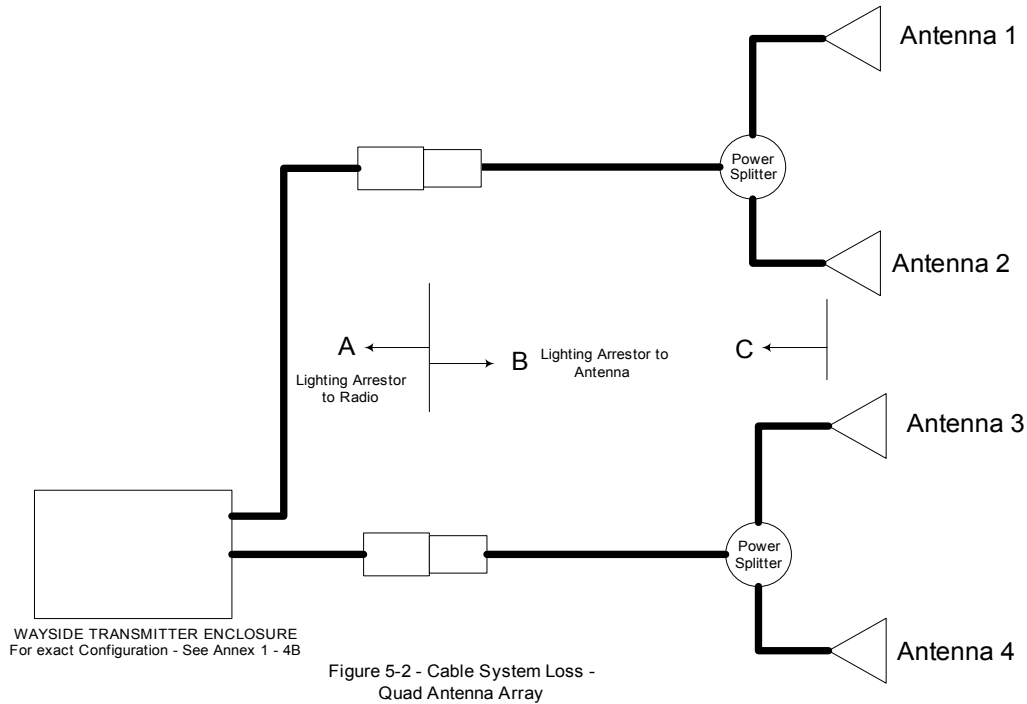 Antenna 1
Power
Splitter
Antenna 2
A
Lighting Arrestor
to Radio
B
Lighting Arrestor to
Antenna
C
Antenna 3
Power
Splitter
Antenna 4
WAYSIDE TRANSMITTER ENCLOSURE
For exact Configuration - See Annex 1 - 4B
Figure 5-2 - Cable System Loss -
Quad Antenna Array